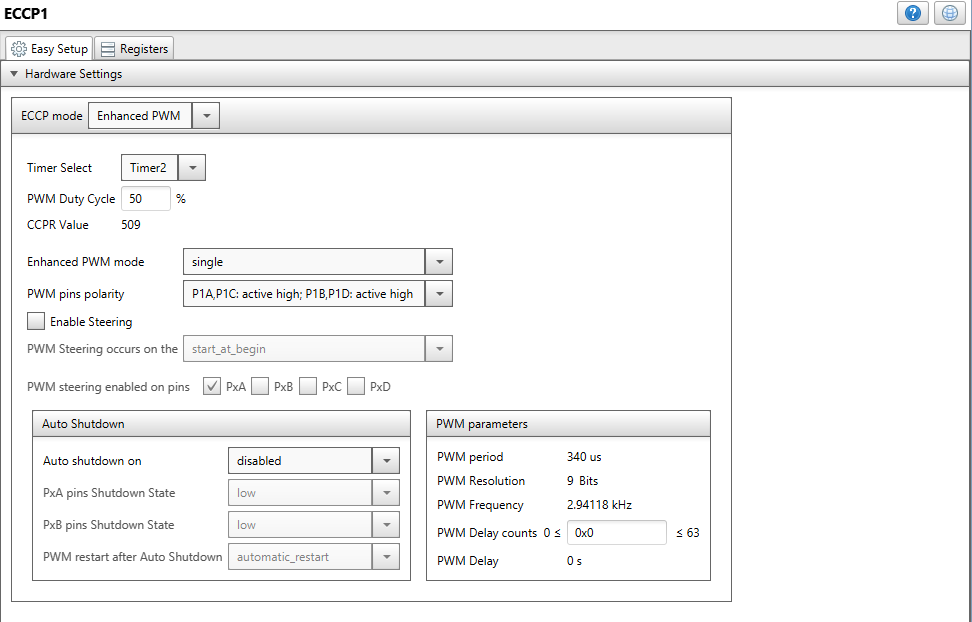 ECCP1
Easy Setup Registers
Hardware Settings
ECCP mode Enhanced PWM
Timer Select Timer2
PWM Duty Cycle 50 %
CCPR Value 509
Enhanced PWM mode single
PWM pins polarity P1A,P1C: active high; P1B,P1D: active high
Enable Steering
PWM Steering occurs on the start_at_begin
PWM steering enabled on pins PxA PxB PxC PxD
Auto Shutdown
Auto shutdown on disabled
PxA pins Shutdown State low
PxB pins Shutdown State low
PWM restart after Auto Shutdown automatic_restart
PWM parameters
PWM period 340 us
PWM Resolution 9 Bits
PWM Frequency 2.94118 kHz
PWM Delay counts 0 ≤ 0x0 ≤ 63
PWM Delay 0 s